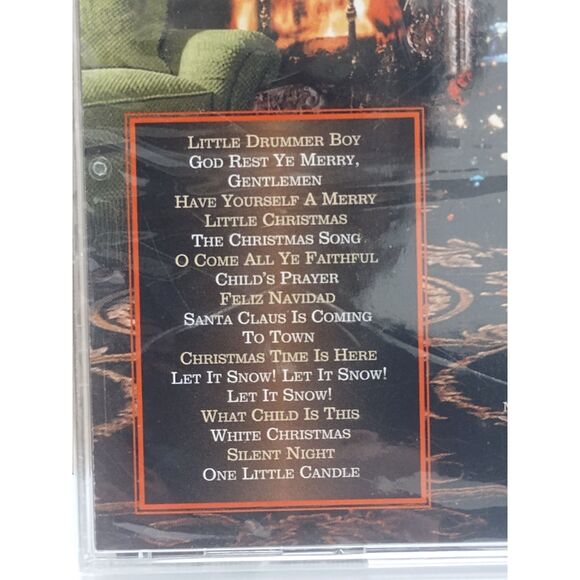 LITTLE DRUMMER BOY
GOD REST YE MERRY,
GENTLEMEN
HAVE YOURSELF A MERRY
LITTLE CHRISTMAS
THE CHRISTMAS SONG
O COME ALL YE FAITHFUL
CHILD'S PRAYER
FELIZ NAVIDAD
SANTA CLAUS IS COMING
TO TOWN
CHRISTMAS TIME IS HERE
LET IT SNOW! LET IT SNOW!
LET IT SNOW!
WHAT CHILD IS THIS
WHITE CHRISTMAS
SILENT NIGHT
ONE LITTLE CANDLE